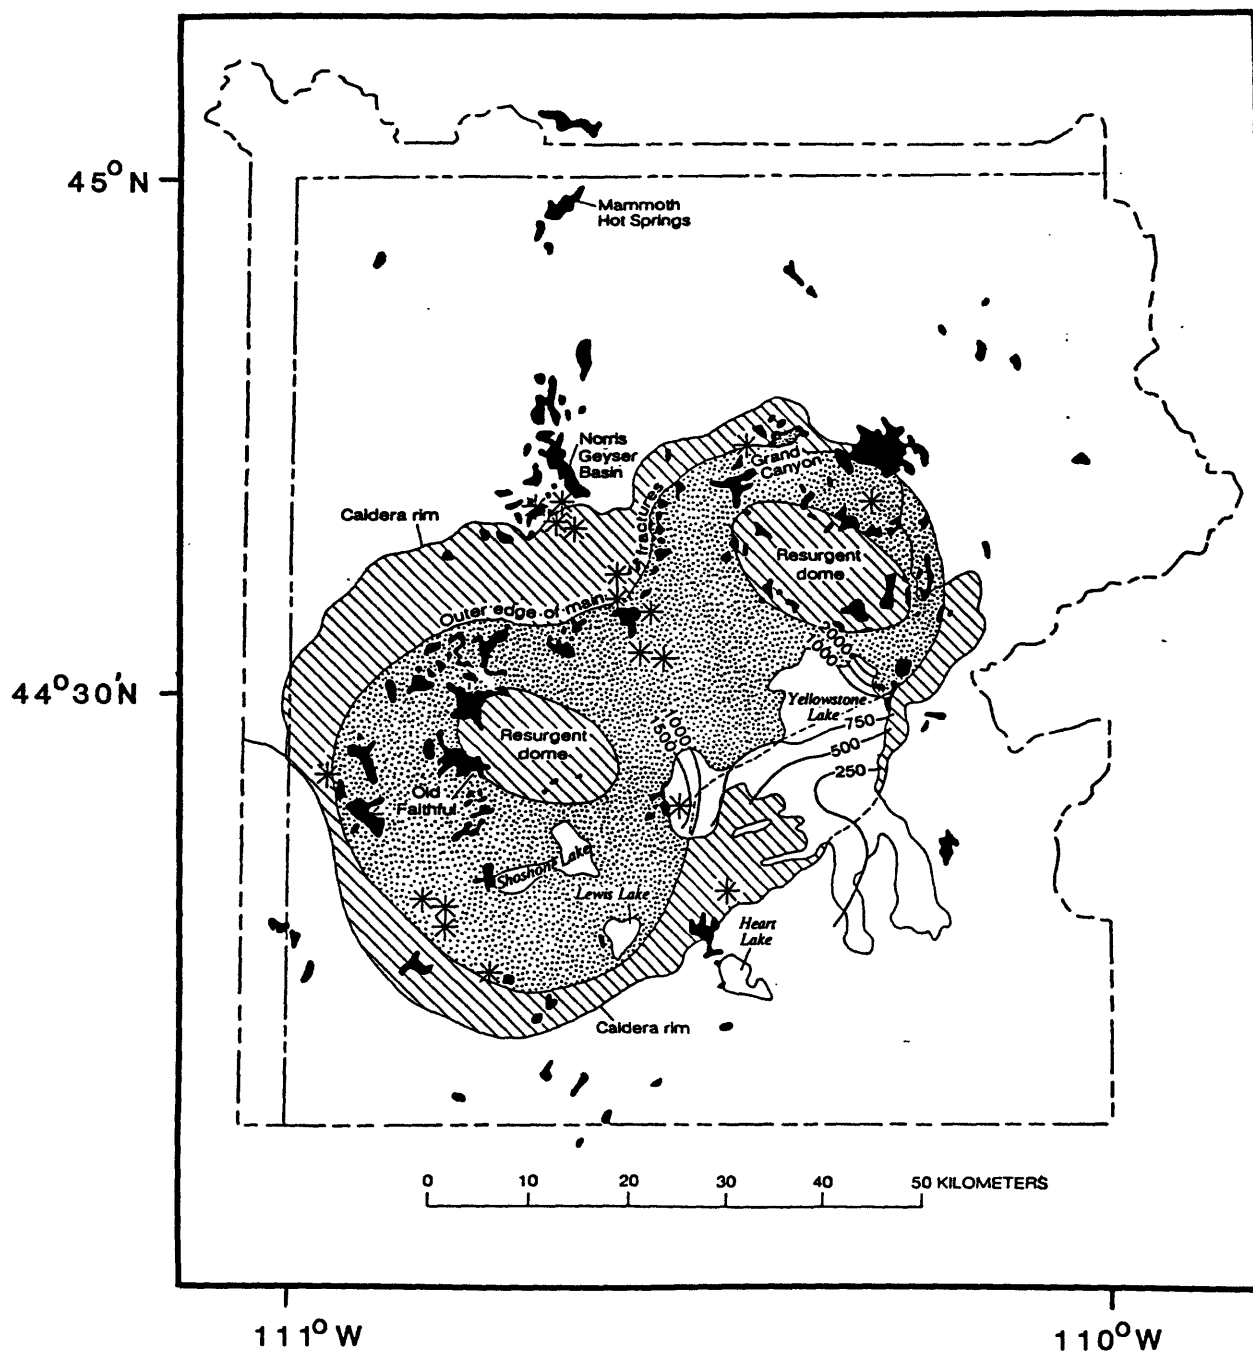 45°N
Mammoth
Hot Springs
Norris
Geyser
Basin
Grand
Canyon
Caldera rim
fractures
Resurgent
dome
Outer edge of main
2000
1000
44°30'N
Yellowstone
Lake
750
500
250
1000
1500
Resurgent
dome
Old
Faithful
Shoshone Lake
Lewis Lake
Heart
Lake
Caldera rim
0 10 20 30 40 50 KILOMETERS
111°W
110°W